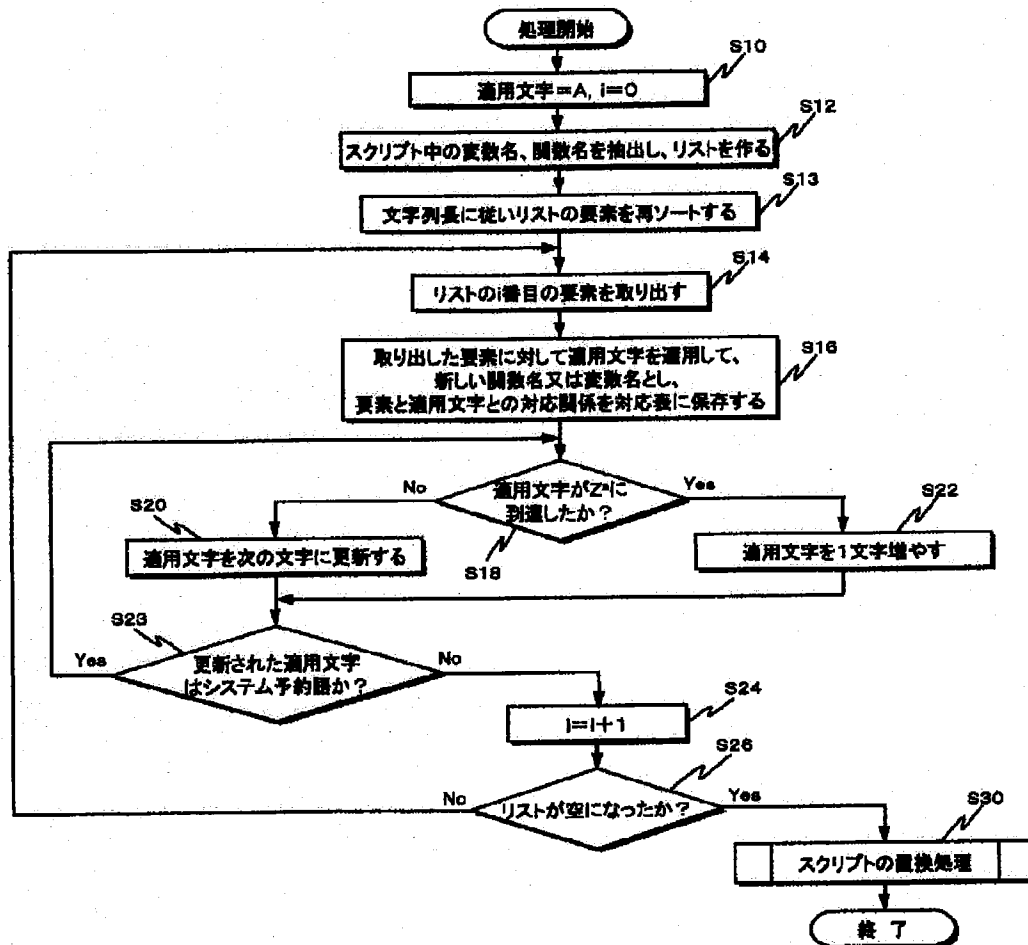 処理開始
S10
適用文字=A, i=0
S12
スクリプト中の変数名、関数名を抽出し、リストを作る
S13
文字列長に従いリストの要素を再ソートする
S14
リストのi番目の要素を取り出す
S16
取り出した要素に対して適用文字を適用して、
新しい関数名又は変数名とし、
要素と適用文字との対応関係を対応表に保存する
No
適用文字がZⁿに
到達したか?
Yes
S18
S20
適用文字を次の文字に更新する
S22
適用文字を1文字増やす
S23
Yes
更新された適用文字
はシステム予約語か?
No
S24
i=i+1
S26
No
リストが空になったか?
Yes
S30
スクリプトの置換処理
終 了